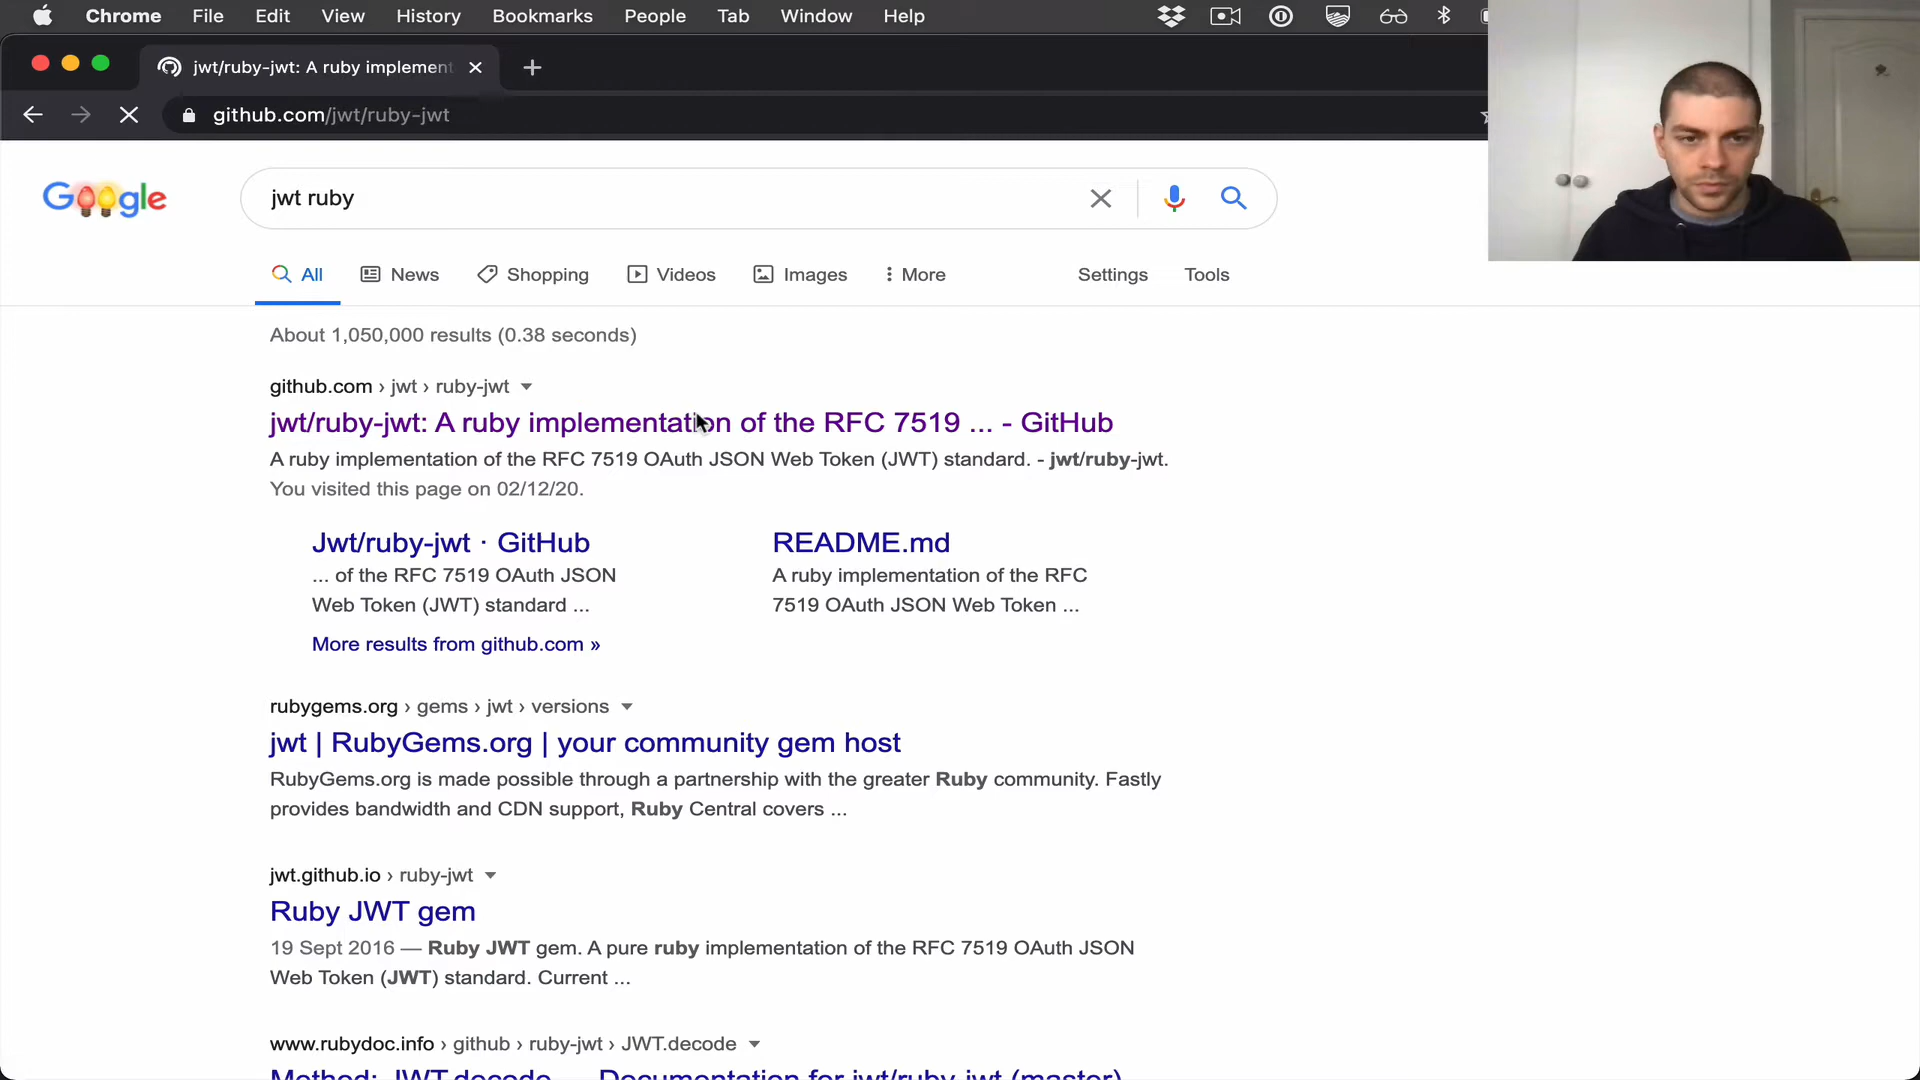 Chrome File Edit View History Bookmarks People Tab Window Help
jwt/ruby-jwt: A ruby implement
github.com/jwt/ruby-jwt
Google
jwt ruby
All News Shopping Videos Images More Settings Tools
About 1,050,000 results (0.38 seconds)
github.com › jwt › ruby-jwt
jwt/ruby-jwt: A ruby implementation of the RFC 7519 ... - GitHub
A ruby implementation of the RFC 7519 OAuth JSON Web Token (JWT) standard. - jwt/ruby-jwt.
You visited this page on 02/12/20.
Jwt/ruby-jwt · GitHub
... of the RFC 7519 OAuth JSON
Web Token (JWT) standard ...
README.md
A ruby implementation of the RFC
7519 OAuth JSON Web Token ...
More results from github.com »
rubygems.org › gems › jwt › versions
jwt | RubyGems.org | your community gem host
RubyGems.org is made possible through a partnership with the greater Ruby community. Fastly
provides bandwidth and CDN support, Ruby Central covers ...
jwt.github.io › ruby-jwt
Ruby JWT gem
19 Sept 2016 — Ruby JWT gem. A pure ruby implementation of the RFC 7519 OAuth JSON
Web Token (JWT) standard. Current ...
www.rubydoc.info › github › ruby-jwt › JWT.decode
Method: JWT.decode — Documentation for jwt/ruby-jwt (master)